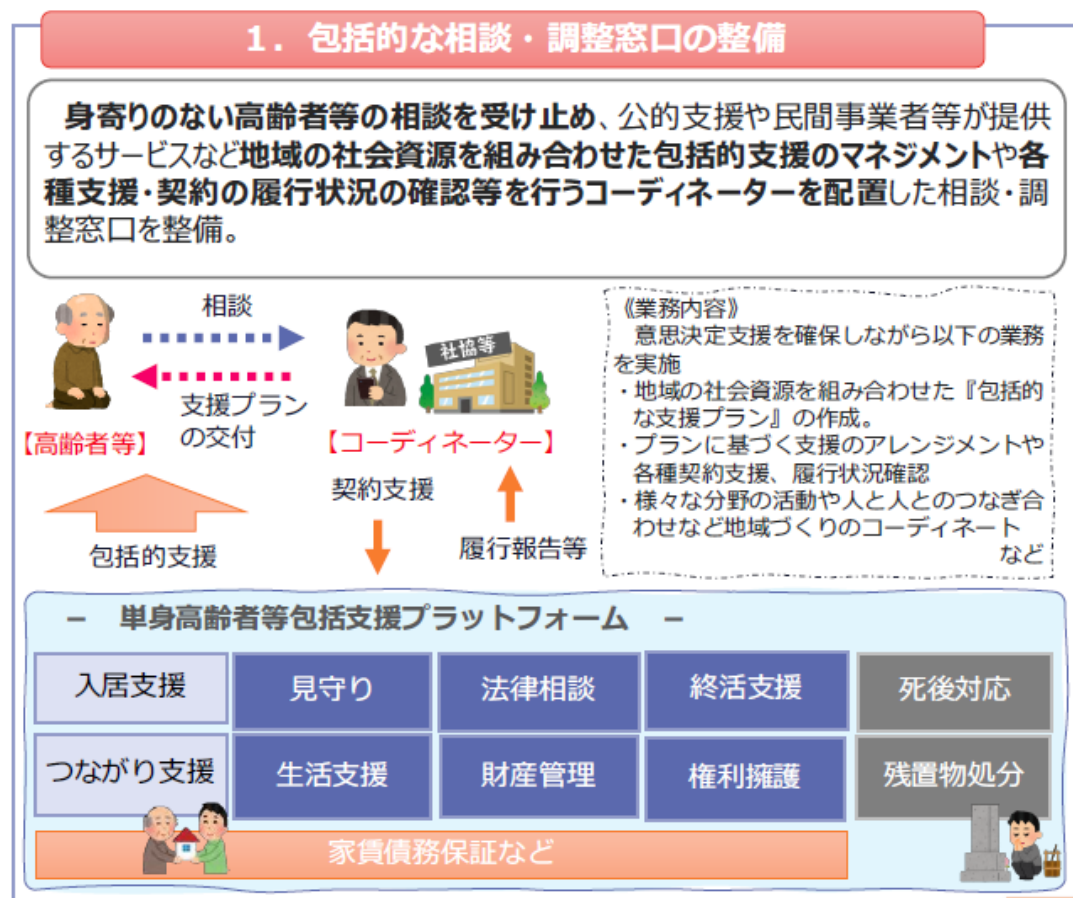 １．包括的な相談・調整窓口の整備
身寄りのない高齢者等の相談を受け止め、公的支援や民間事業者等が提供
するサービスなど地域の社会資源を組み合わせた包括的支援のマネジメントや各
種支援・契約の履行状況の確認等を行うコーディネーターを配置した相談・調
整窓口を整備。
相談
支援プラン
の交付
【高齢者等】
社協等
【コーディネーター】
契約支援
履行報告等
包括的支援
《業務内容》
意思決定支援を確保しながら以下の業務
を実施
・地域の社会資源を組み合わせた『包括的
な支援プラン』の作成。
・プランに基づく支援のアレンジメントや
各種契約支援、履行状況確認
・様々な分野の活動や人と人とのつなぎ合
わせなど地域づくりのコーディネート
など
－　単身高齢者等包括支援プラットフォーム　－
入居支援
見守り
法律相談
終活支援
死後対応
つながり支援
生活支援
財産管理
権利擁護
残置物処分
家賃債務保証など